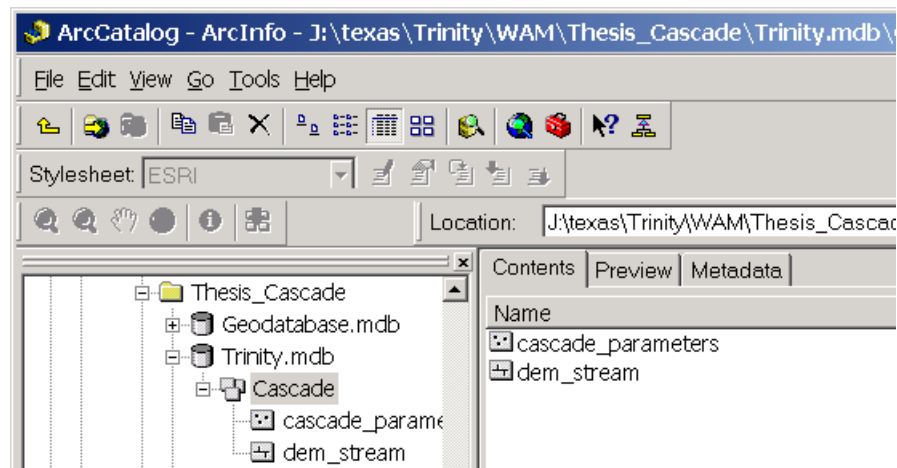 ArcCatalog - ArcInfo - J:\texas\Trinity\WAM\Thesis_Cascade\Trinity.mdb\
File Edit View Go Tools Help
Stylesheet: ESRI
Location: J:\texas\Trinity\WAM\Thesis_Cascad
Thesis_Cascade
Geodatabase.mdb
Trinity.mdb
Cascade
cascade_parame
dem_stream
Contents Preview Metadata
Name
cascade_parameters
dem_stream